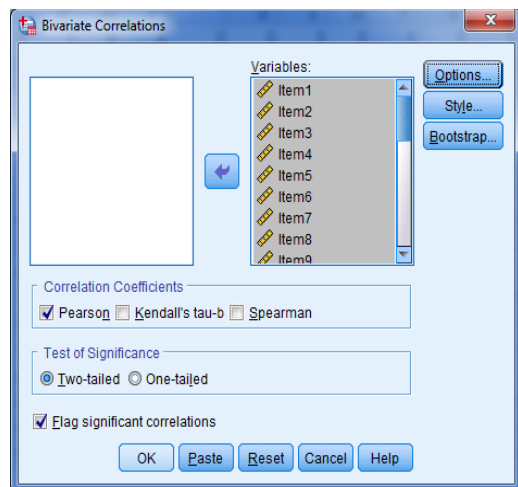 Bivariate Correlations
Variables:
Item1
Item2
Item3
Item4
Item5
Item6
Item7
Item8
Item9
Options...
Style...
Bootstrap...
Correlation Coefficients
Pearson Kendall's tau-b Spearman
Test of Significance
Two-tailed One-tailed
Flag significant correlations
OK Paste Reset Cancel Help